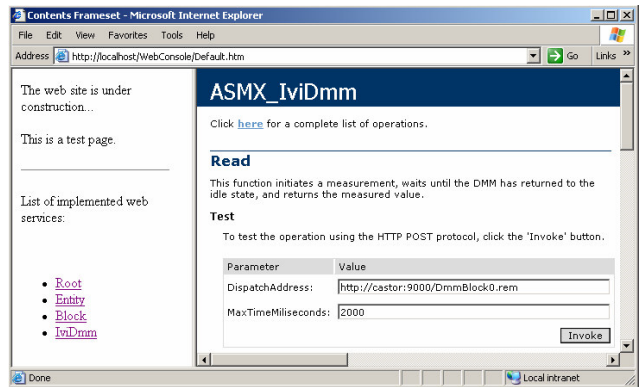 Contents Frameset - Microsoft Internet Explorer
File Edit View Favorites Tools Help
Address http://localhost/WebConsole/Default.htm Go Links »
The web site is under
construction...
This is a test page.
List of implemented web
services:
Root
Entity
Block
IviDmm
ASMX_IviDmm
Click here for a complete list of operations.
Read
This function initiates a measurement, waits until the DMM has returned to the
idle state, and returns the measured value.
Test
To test the operation using the HTTP POST protocol, click the 'Invoke' button.
Parameter Value
DispatchAddress: http://castor:9000/DmmBlock0.rem
MaxTimeMiliseconds: 2000
Invoke
Done Local intranet